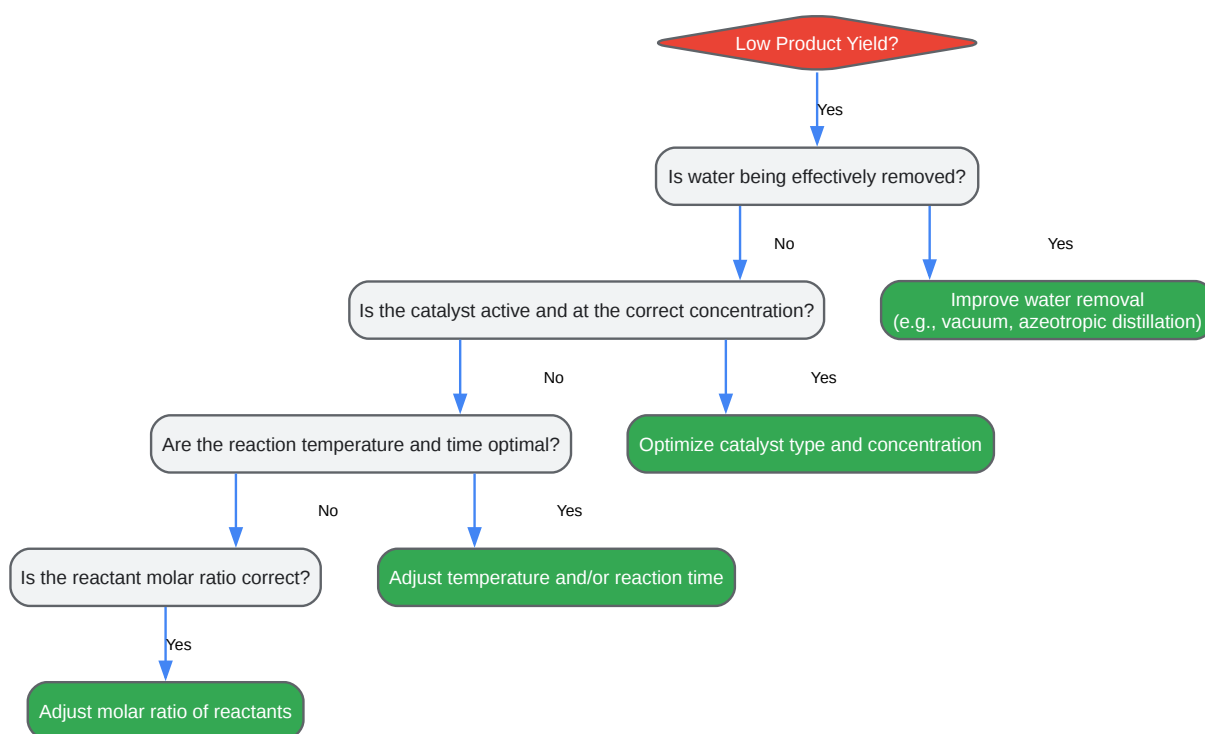 Low Product Yield?
Yes
Is water being effectively removed?
No
Yes
Is the catalyst active and at the correct concentration?
Improve water removal
(e.g., vacuum, azeotropic distillation)
No
Yes
Are the reaction temperature and time optimal?
Optimize catalyst type and concentration
No
Yes
Is the reactant molar ratio correct?
Adjust temperature and/or reaction time
Yes
Adjust molar ratio of reactants